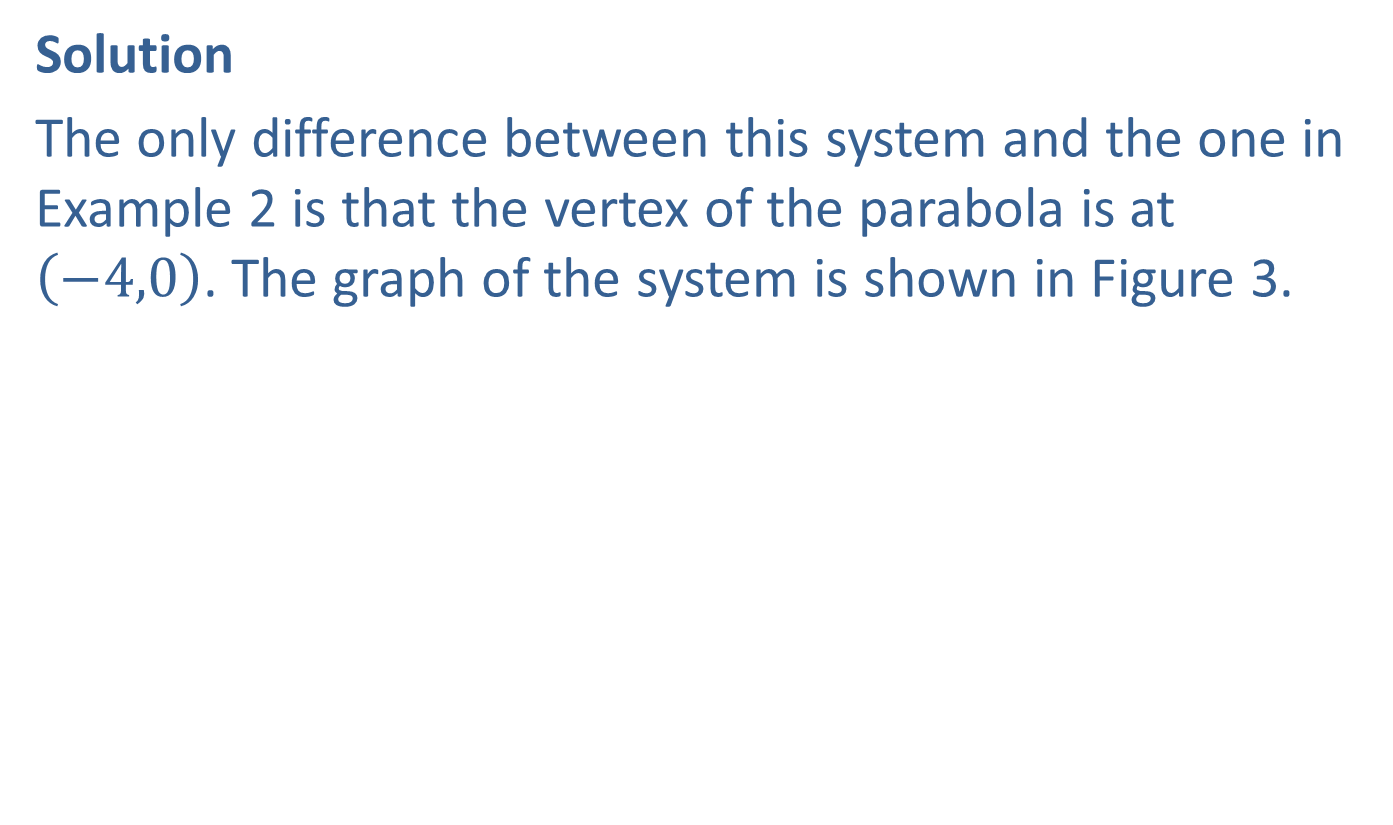 Solution
The only difference between this system and the one in
Example 2 is that the vertex of the parabola is at
(−4,0). The graph of the system is shown in Figure 3.